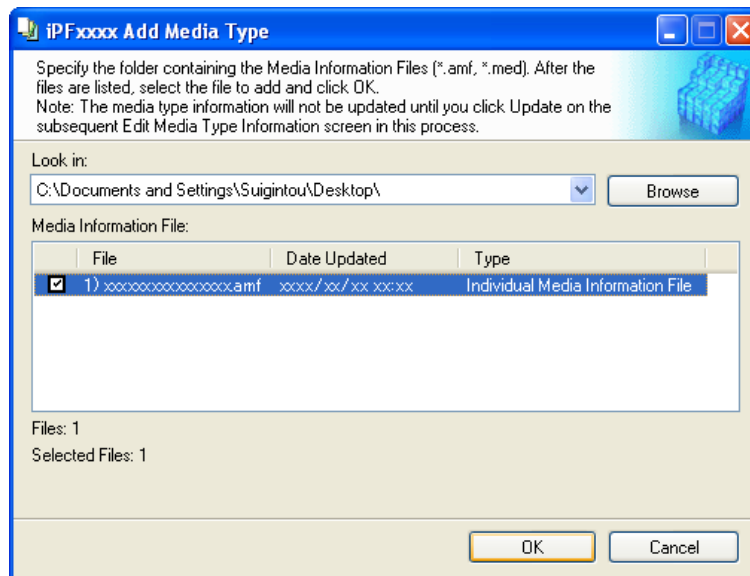 iPFxxxx Add Media Type
Specify the folder containing the Media Information Files (*.amf, *.med). After the
files are listed, select the file to add and click OK.
Note: The media type information will not be updated until you click Update on the
subsequent Edit Media Type Information screen in this process.
Look in:
C:\Documents and Settings\Suigintou\Desktop\
Browse
Media Information File:
File Date Updated Type
1) xxxxxxxxxxxxxxxx.amf xxxx/xx/xx xx:xx Individual Media Information File
Files: 1
Selected Files: 1
OK Cancel